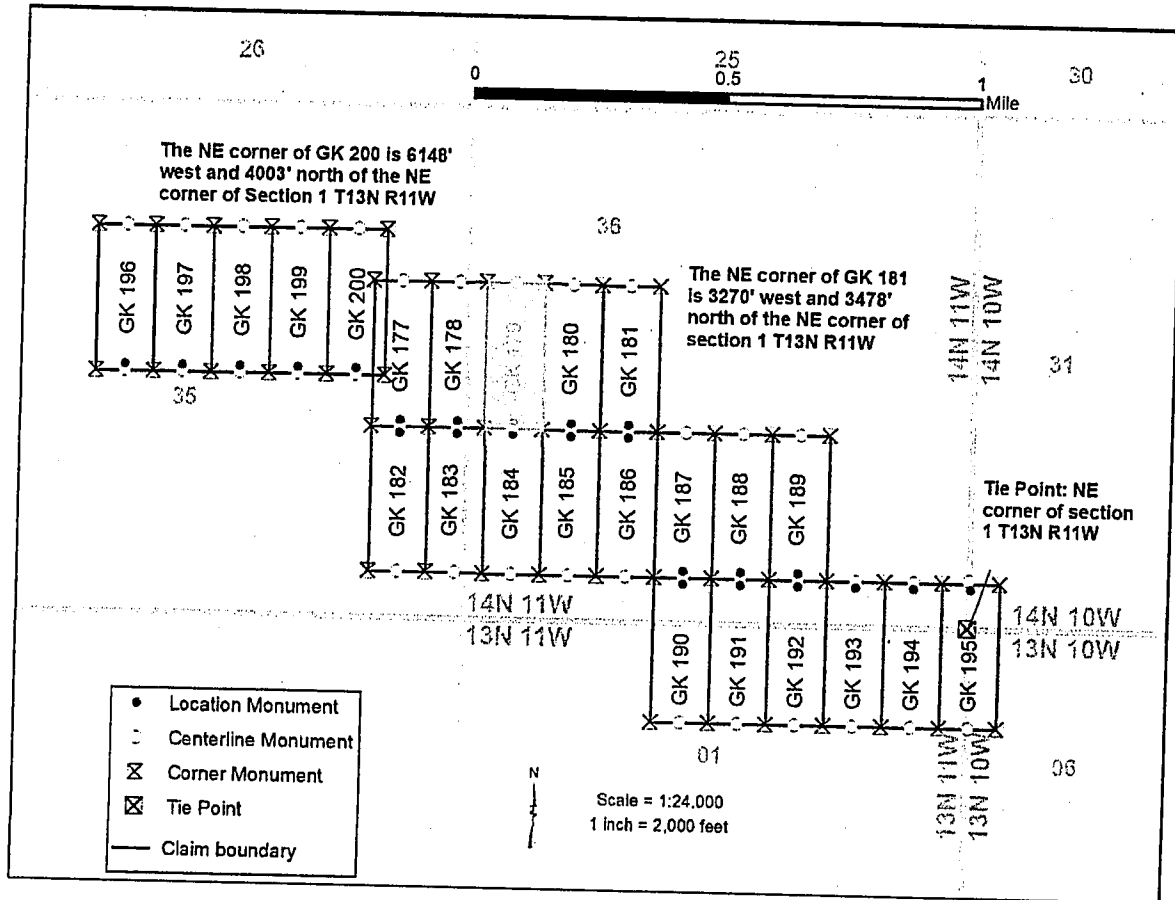 26
25
30
0
0.5
1
Mile
The NE corner of GK 200 is 6148'
west and 4003' north of the NE
corner of Section 1 T13N R11W
36
GK 196
GK 197
GK 198
GK 199
GK 200
The NE corner of GK 181
is 3270' west and 3478'
north of the NE corner of
section 1 T13N R11W
14N 11W
14N 10W
GK 177
GK 178
GK 179
GK 180
GK 181
31
35
GK 182
GK 183
GK 184
GK 185
GK 186
GK 187
GK 188
GK 189
Tie Point: NE
corner of section
1 T13N R11W
14N 11W
13N 11W
14N 10W
13N 10W
GK 190
GK 191
GK 192
GK 193
GK 194
GK 195
Location Monument
Centerline Monument
Corner Monument
Tie Point
Claim boundary
01
06
13N 11W
13N 10W
N
Scale = 1:24,000
1 inch = 2,000 feet